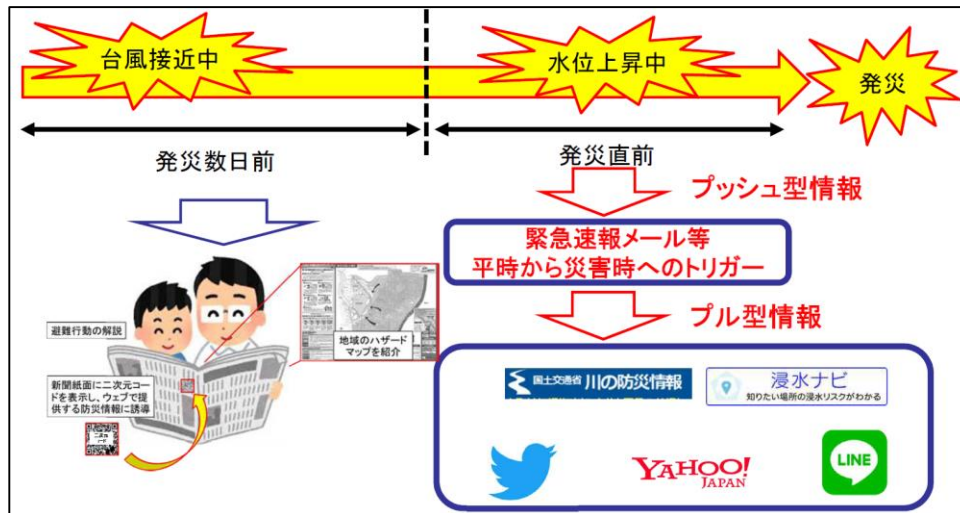 台風接近中
水位上昇中
発災
発災数日前
発災直前
プッシュ型情報
緊急速報メール等
平時から災害時へのトリガー
プル型情報
避難行動の解説
地域のハザード
マップを紹介
新聞紙面に二次元コー
ドを表示し、ウェブで提
供する防災情報に誘導
二次元
コード
国土交通省 川の防災情報
浸水ナビ
知りたい場所の浸水リスクがわかる
YAHOO!
JAPAN
LINE